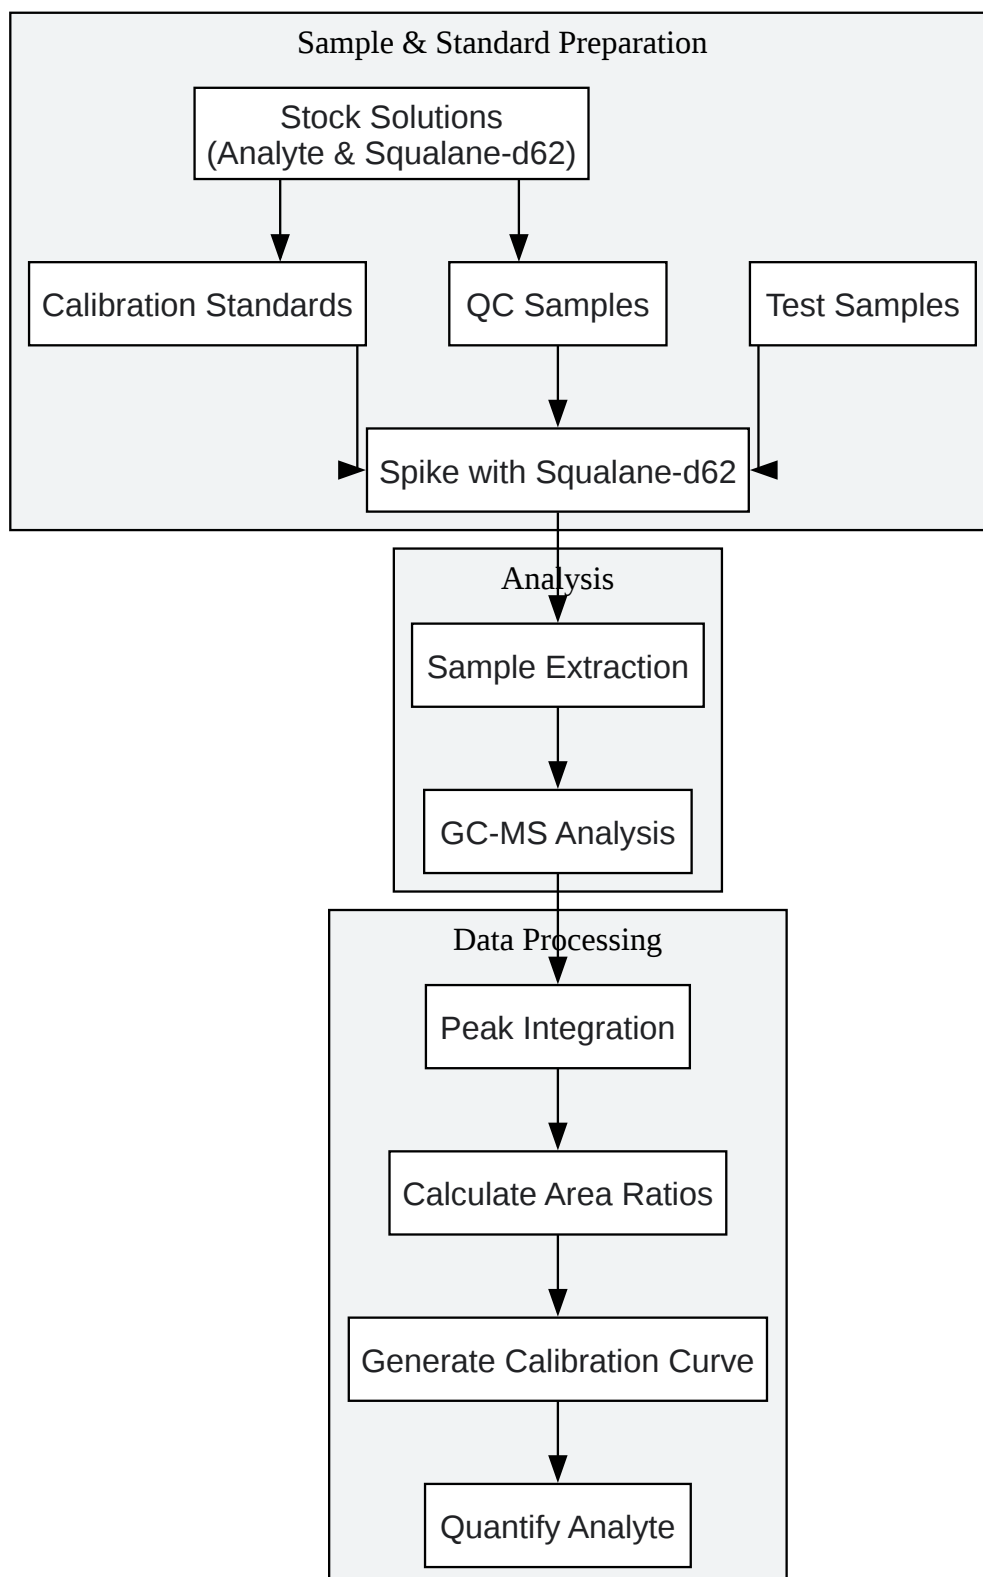 Sample & Standard Preparation
Stock Solutions
(Analyte & Squalane-d62)
Calibration Standards
QC Samples
Test Samples
Spike with Squalane-d62
Analysis
Sample Extraction
GC-MS Analysis
Data Processing
Peak Integration
Calculate Area Ratios
Generate Calibration Curve
Quantify Analyte